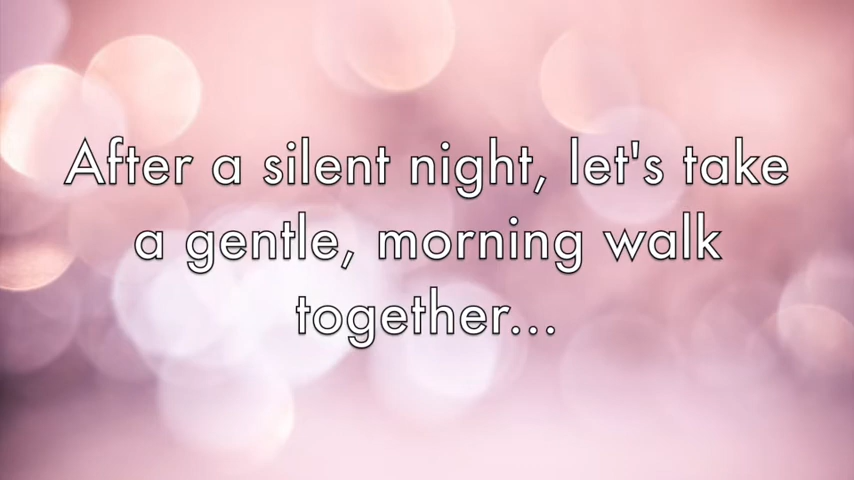 After a silent night, let's take
a gentle, morning walk
together...